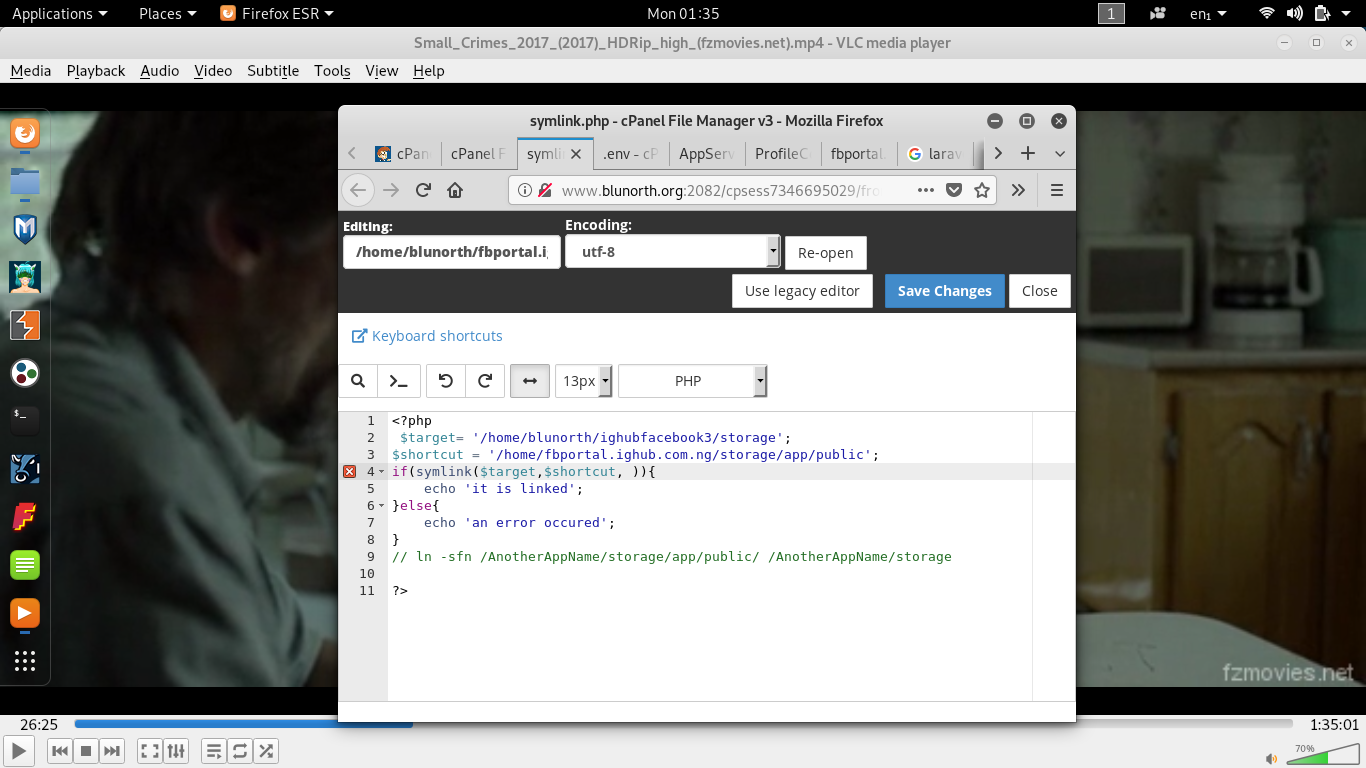 Applications Places Firefox ESR Mon 01:35 1 en₁
Small_Crimes_2017_(2017)_HDRip_high_(fzmovies.net).mp4 - VLC media player
Media Playback Audio Video Subtitle Tools View Help
symlink.php - cPanel File Manager v3 - Mozilla Firefox
cPan cPanel F symli .env - cP AppServ ProfileC fbportal. larav
www.blunorth.org:2082/cpsess7346695029/fro
Editing: Encoding:
/home/blunorth/fbportal.i utf-8 Re-open
Use legacy editor Save Changes Close
Keyboard shortcuts
13px PHP
1 <?php
2 $target= '/home/blunorth/ighubfacebook3/storage';
3 $shortcut = '/home/fbportal.ighub.com.ng/storage/app/public';
4 if(symlink($target,$shortcut, )){
5 echo 'it is linked';
6 }else{
7 echo 'an error occured';
8 }
9 // ln -sfn /AnotherAppName/storage/app/public/ /AnotherAppName/storage
10
11 ?>
fzmovies.net
26:25 1:35:01
70%